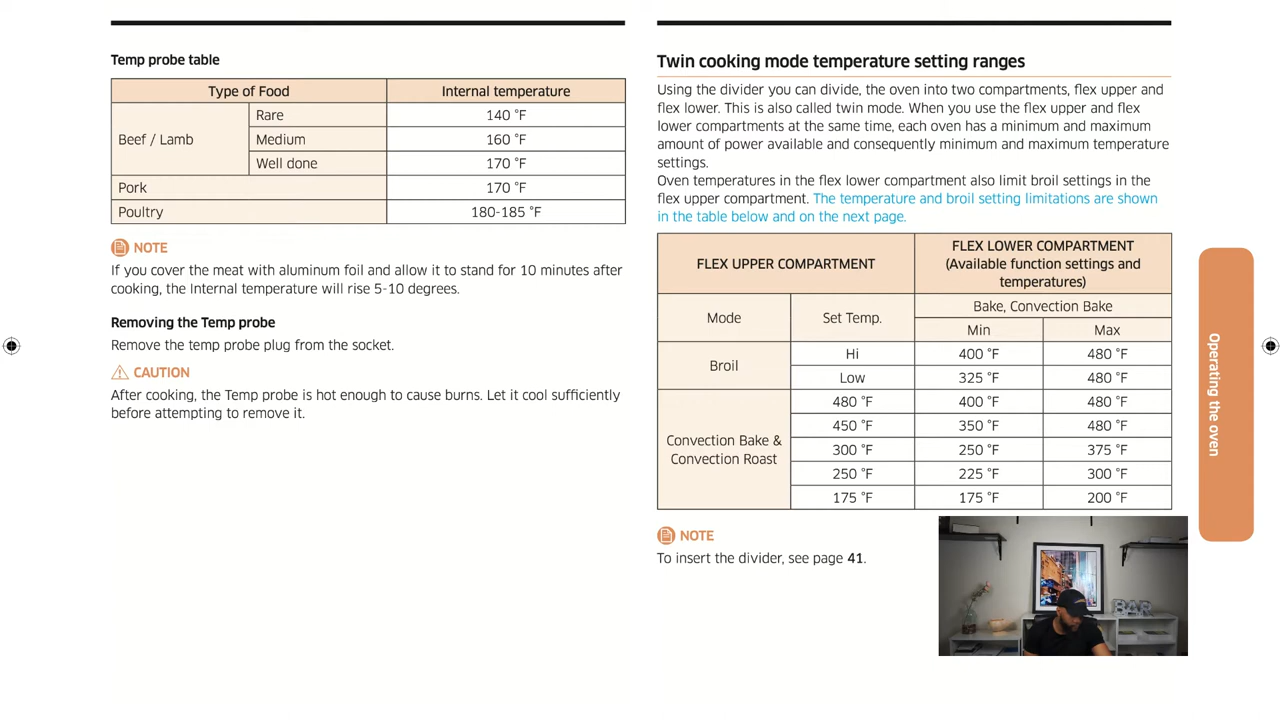 Temp probe table
Type of Food Internal temperature
Beef / Lamb
Rare 140 °F
Medium 160 °F
Well done 170 °F
Pork 170 °F
Poultry 180-185 °F
NOTE
If you cover the meat with aluminum foil and allow it to stand for 10 minutes after
cooking, the Internal temperature will rise 5-10 degrees.
Removing the Temp probe
Remove the temp probe plug from the socket.
CAUTION
After cooking, the Temp probe is hot enough to cause burns. Let it cool sufficiently
before attempting to remove it.
Twin cooking mode temperature setting ranges
Using the divider you can divide, the oven into two compartments, flex upper and
flex lower. This is also called twin mode. When you use the flex upper and flex
lower compartments at the same time, each oven has a minimum and maximum
amount of power available and consequently minimum and maximum temperature
settings.
Oven temperatures in the flex lower compartment also limit broil settings in the
flex upper compartment. The temperature and broil setting limitations are shown
in the table below and on the next page.
FLEX UPPER COMPARTMENT
FLEX LOWER COMPARTMENT
(Available function settings and
temperatures)
Mode
Set Temp.
Bake, Convection Bake
Min Max
Broil
Hi 400 °F 480 °F
Low 325 °F 480 °F
Convection Bake &
Convection Roast
480 °F 400 °F 480 °F
450 °F 350 °F 480 °F
300 °F 250 °F 375 °F
250 °F 225 °F 300 °F
175 °F 175 °F 200 °F
NOTE
To insert the divider, see page 41.
Operating the oven